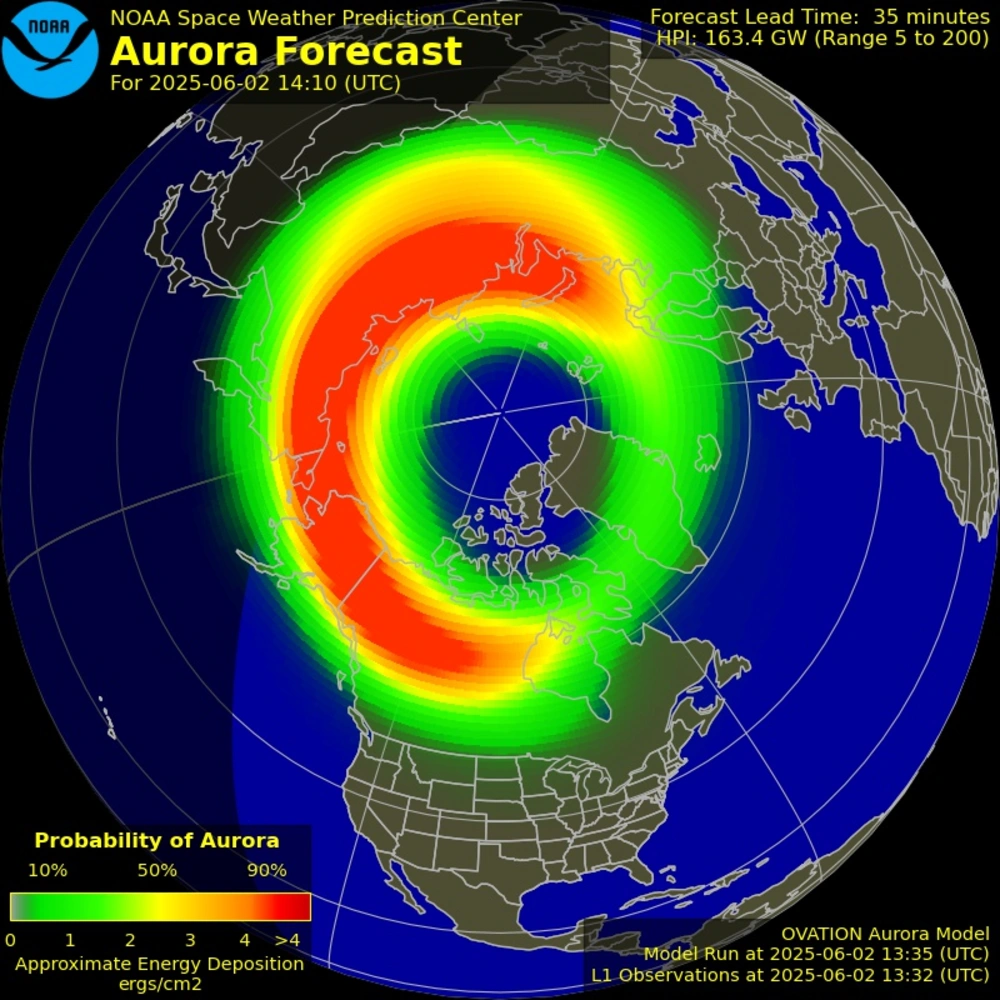 NOAA
NOAA Space Weather Prediction Center
Aurora Forecast
For 2025-06-02 14:10 (UTC)
Forecast Lead Time: 35 minutes
HPI: 163.4 GW (Range 5 to 200)
Probability of Aurora
10% 50% 90%
0 1 2 3 4 >4
Approximate Energy Deposition
ergs/cm2
OVATION Aurora Model
Model Run at 2025-06-02 13:35 (UTC)
L1 Observations at 2025-06-02 13:32 (UTC)